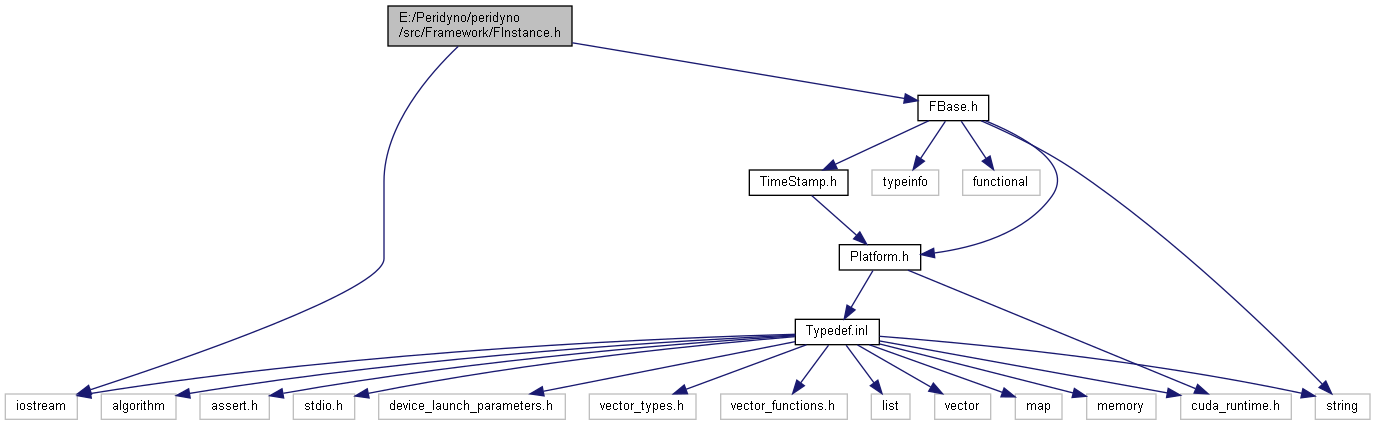 E:/Peridyno/peridyno
/src/Framework/FInstance.h
FBase.h
TimeStamp.h
typeinfo
functional
Platform.h
Typedef.inl
iostream
algorithm
assert.h
stdio.h
device_launch_parameters.h
vector_types.h
vector_functions.h
list
vector
map
memory
cuda_runtime.h
string